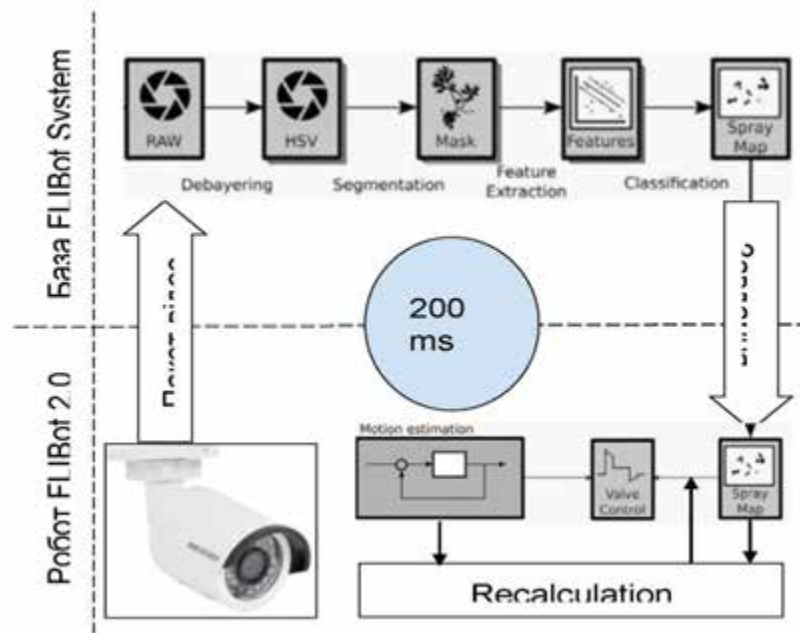 База FLIBot System
RAW
HSV
Mask
Features
Spray
Map
Debayering
Segmentation
Feature
Extraction
Classification
200
ms
Робот FLIBot 2.0
Motion estimation
Valve
Control
Spray
Map
Recalculation